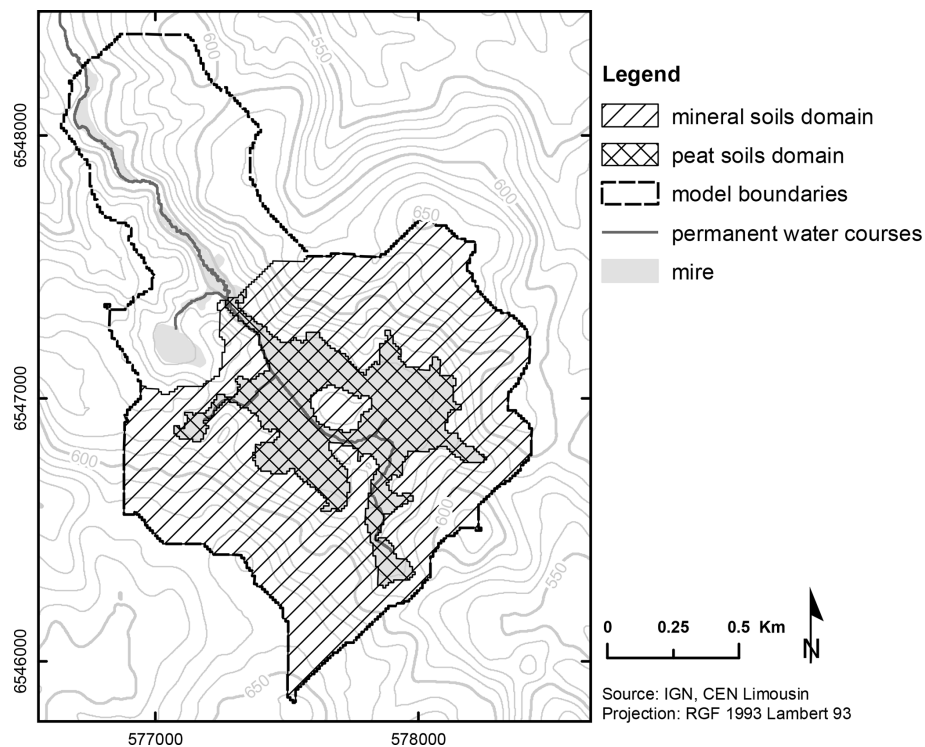 600
550
600
650
600
600
550
650
6548000
6547000
6546000
577000
578000
Legend
mineral soils domain
peat soils domain
model boundaries
permanent water courses
mire
0 0.25 0.5 Km
N
Source: IGN, CEN Limousin
Projection: RGF 1993 Lambert 93